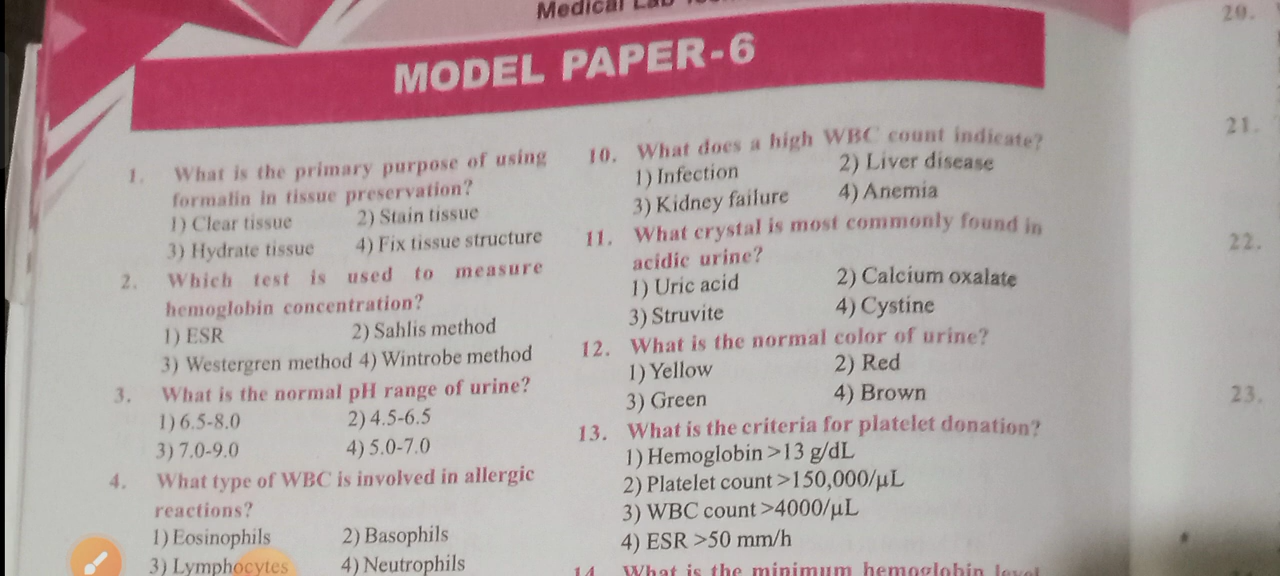 Medical Lab
MODEL PAPER-6
1. What is the primary purpose of using
formalin in tissue preservation?
1) Clear tissue 2) Stain tissue
3) Hydrate tissue 4) Fix tissue structure
2. Which test is used to measure
hemoglobin concentration?
1) ESR 2) Sahlis method
3) Westergren method 4) Wintrobe method
3. What is the normal pH range of urine?
1) 6.5-8.0 2) 4.5-6.5
3) 7.0-9.0 4) 5.0-7.0
4. What type of WBC is involved in allergic
reactions?
1) Eosinophils 2) Basophils
3) Lymphocytes 4) Neutrophils
10. What does a high WBC count indicate?
1) Infection 2) Liver disease
3) Kidney failure 4) Anemia
11. What crystal is most commonly found in
acidic urine?
1) Uric acid 2) Calcium oxalate
3) Struvite 4) Cystine
12. What is the normal color of urine?
1) Yellow 2) Red
3) Green 4) Brown
13. What is the criteria for platelet donation?
1) Hemoglobin >13 g/dL
2) Platelet count >150,000/μL
3) WBC count >4000/μL
4) ESR >50 mm/h
14. What is the minimum hemoglobin level
20.
21.
22.
23.